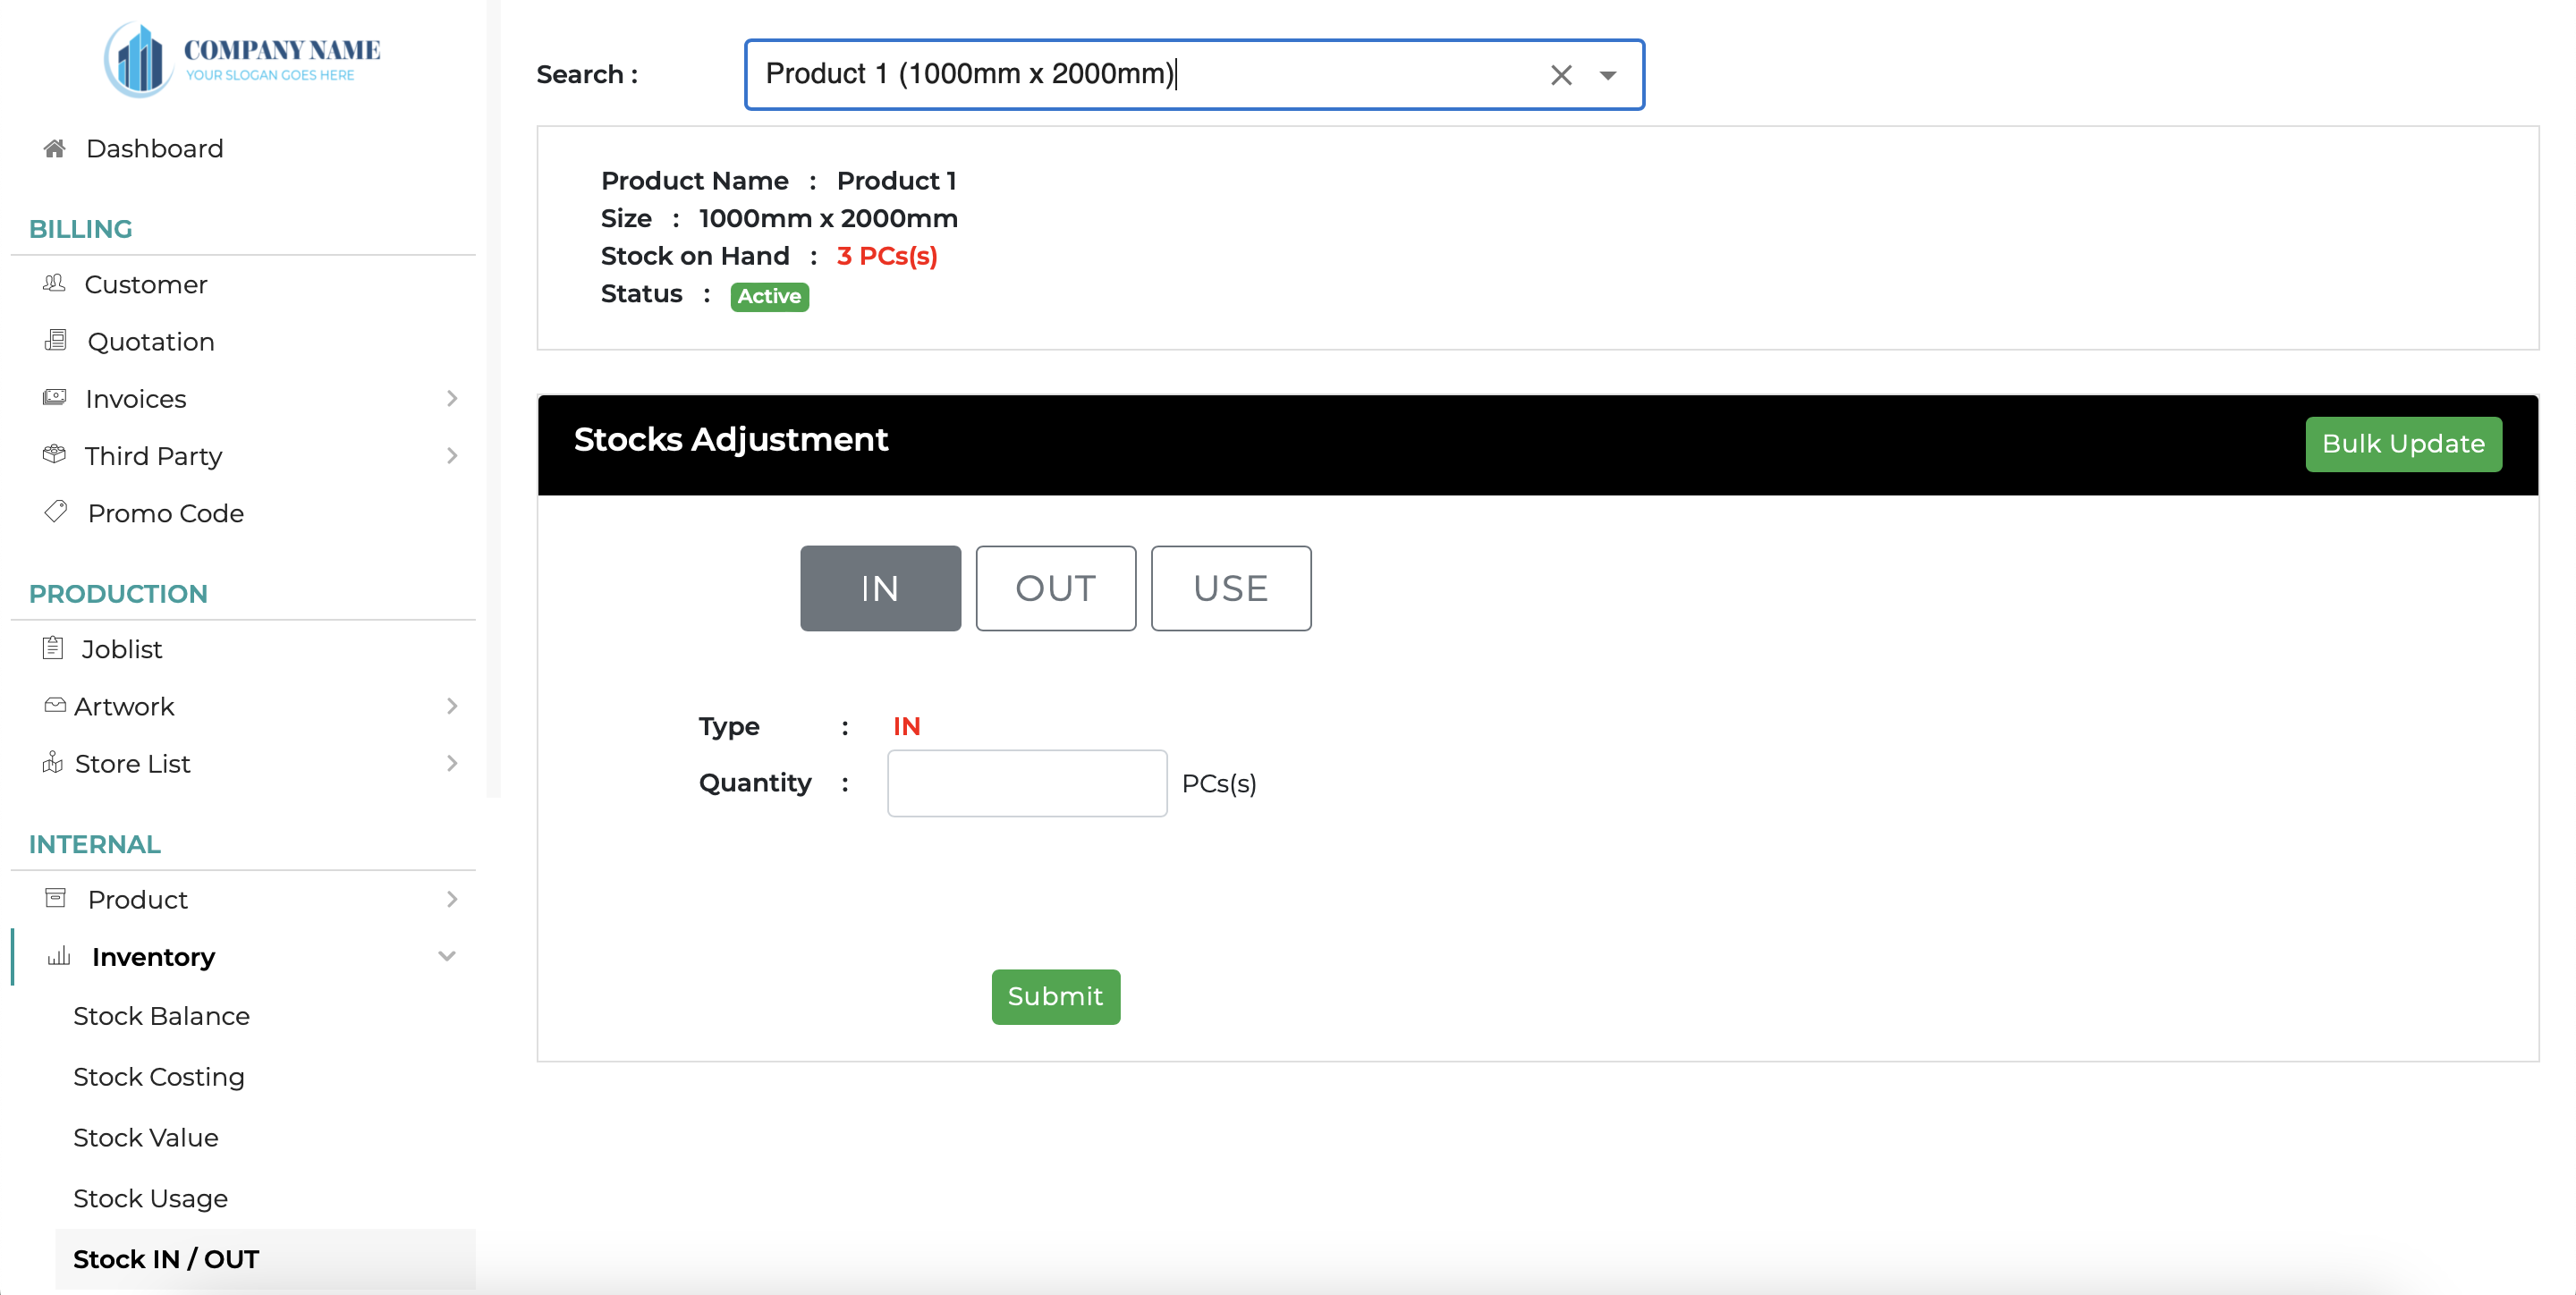 COMPANY NAME
YOUR SLOGAN GOES HERE
Dashboard
BILLING
Customer
Quotation
Invoices
Third Party
Promo Code
PRODUCTION
Joblist
Artwork
Store List
INTERNAL
Product
Inventory
Stock Balance
Stock Costing
Stock Value
Stock Usage
Stock IN / OUT
Search : Product 1 (1000mm x 2000mm)
Product Name : Product 1
Size : 1000mm x 2000mm
Stock on Hand : 3 PCs(s)
Status : Active
Stocks Adjustment Bulk Update
IN OUT USE
Type : IN
Quantity : PCs(s)
Submit